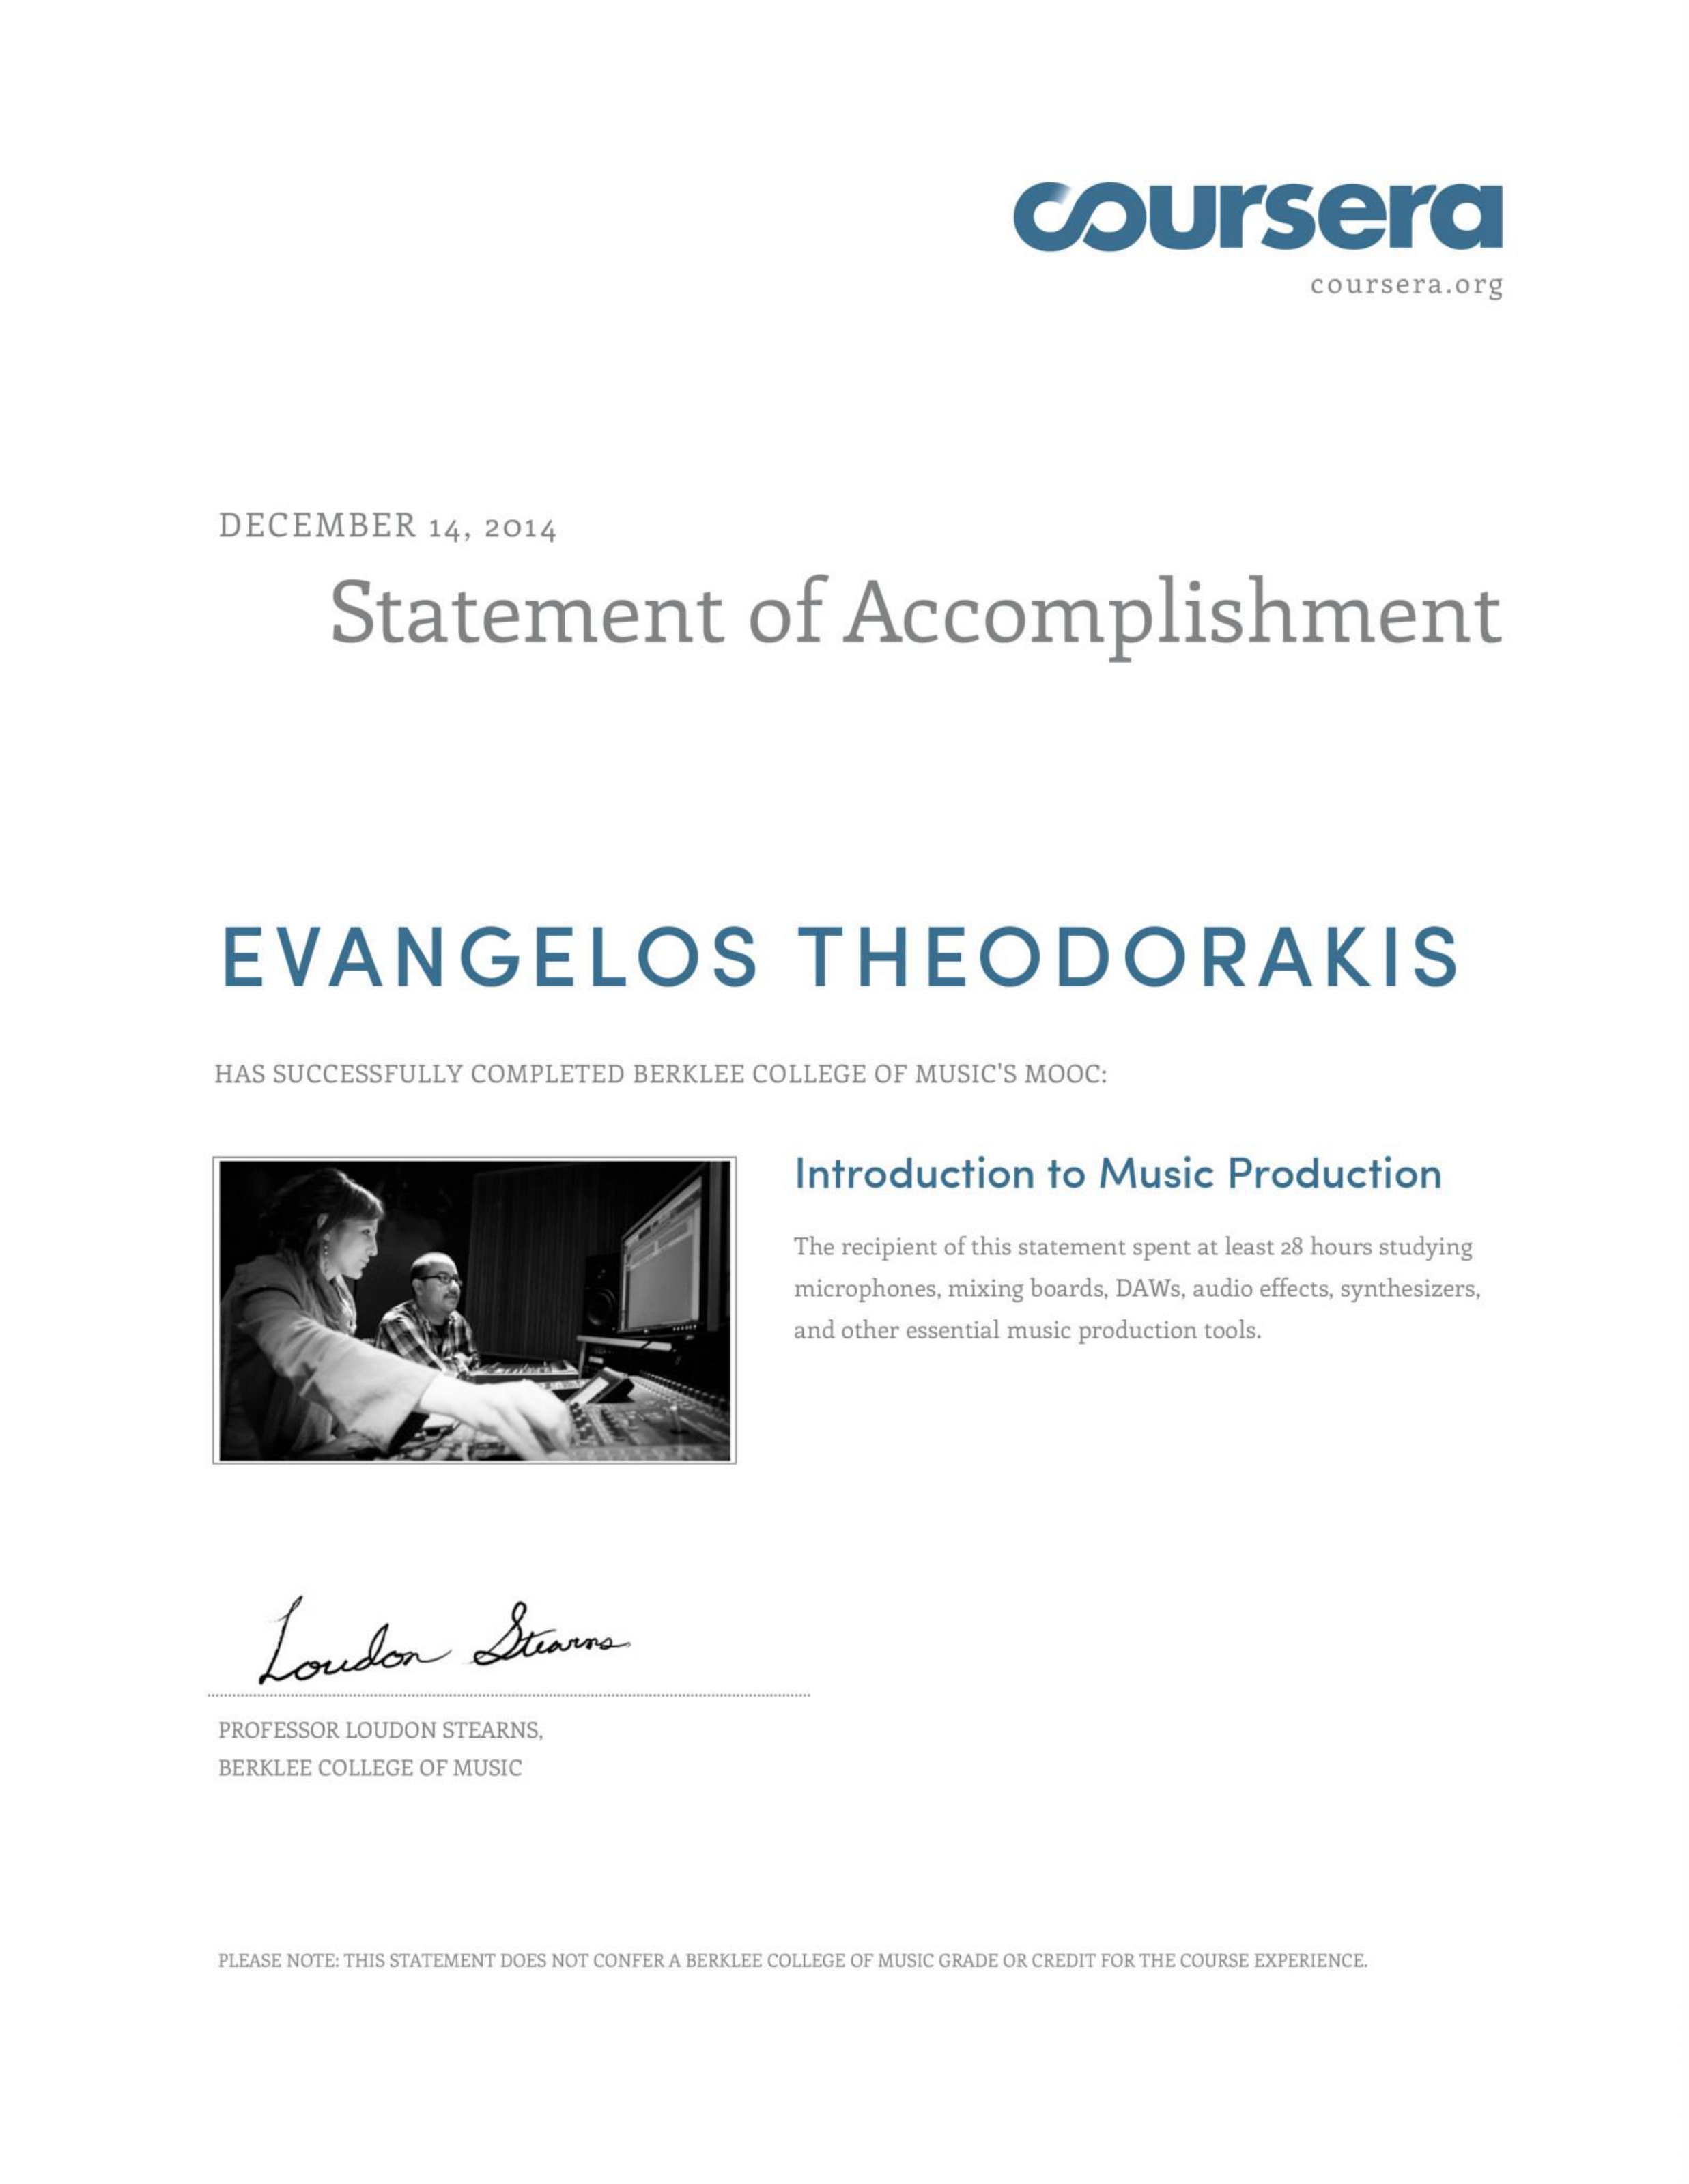 coursera
coursera.org
DECEMBER 14, 2014
Statement of Accomplishment
EVANGELOS THEODORAKIS
HAS SUCCESSFULLY COMPLETED BERKLEE COLLEGE OF MUSIC'S MOOC:
Introduction to Music Production
The recipient of this statement spent at least 28 hours studying
microphones, mixing boards, DAWs, audio effects, synthesizers,
and other essential music production tools.
Loudon Stearns
PROFESSOR LOUDON STEARNS,
BERKLEE COLLEGE OF MUSIC
PLEASE NOTE: THIS STATEMENT DOES NOT CONFER A BERKLEE COLLEGE OF MUSIC GRADE OR CREDIT FOR THE COURSE EXPERIENCE.